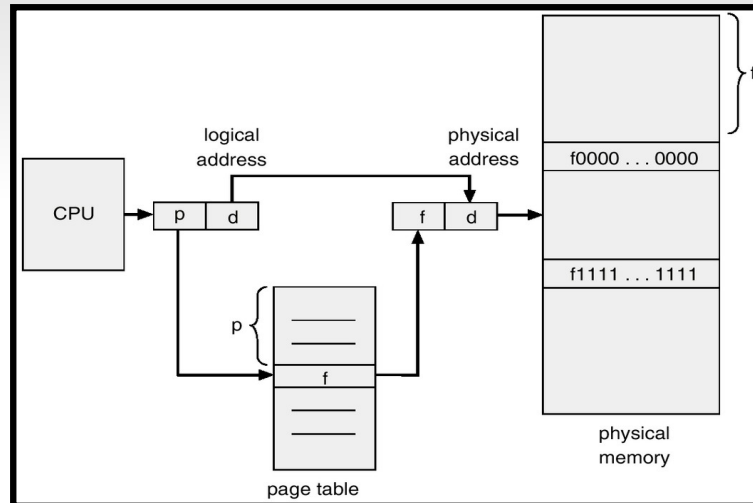 logical
address
physical
address
f
f0000 . . . 0000
CPU
p d
f d
f1111 . . . 1111
p
f
physical
memory
page table